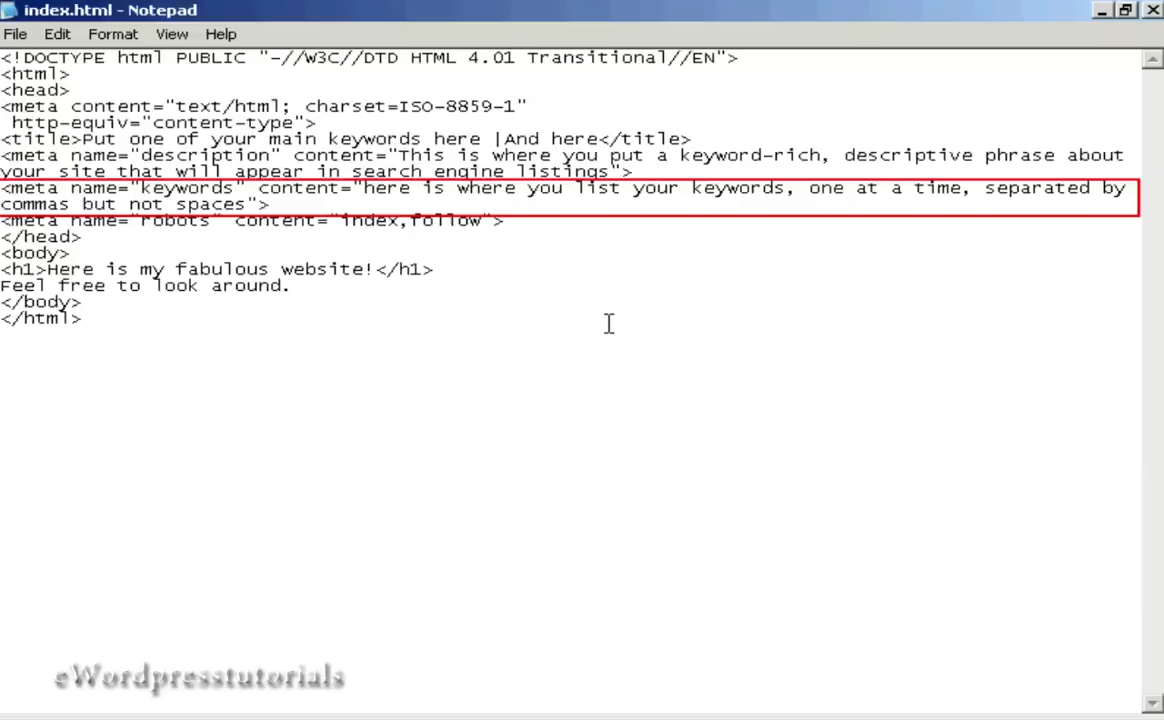 index.html - Notepad
File Edit Format View Help
<!DOCTYPE html PUBLIC "-//W3C//DTD HTML 4.01 Transitional//EN">
<html>
<head>
<meta content="text/html; charset=ISO-8859-1"
 http-equiv="content-type">
<title>Put one of your main keywords here |And here</title>
<meta name="description" content="This is where you put a keyword-rich, descriptive phrase about
your site that will appear in search engine listings">
<meta name="keywords" content="here is where you list your keywords, one at a time, separated by
commas but not spaces">
<meta name="robots" content="index,follow">
</head>
<body>
<h1>Here is my fabulous website!</h1>
Feel free to look around.
</body>
</html>
eWordpresstutorials